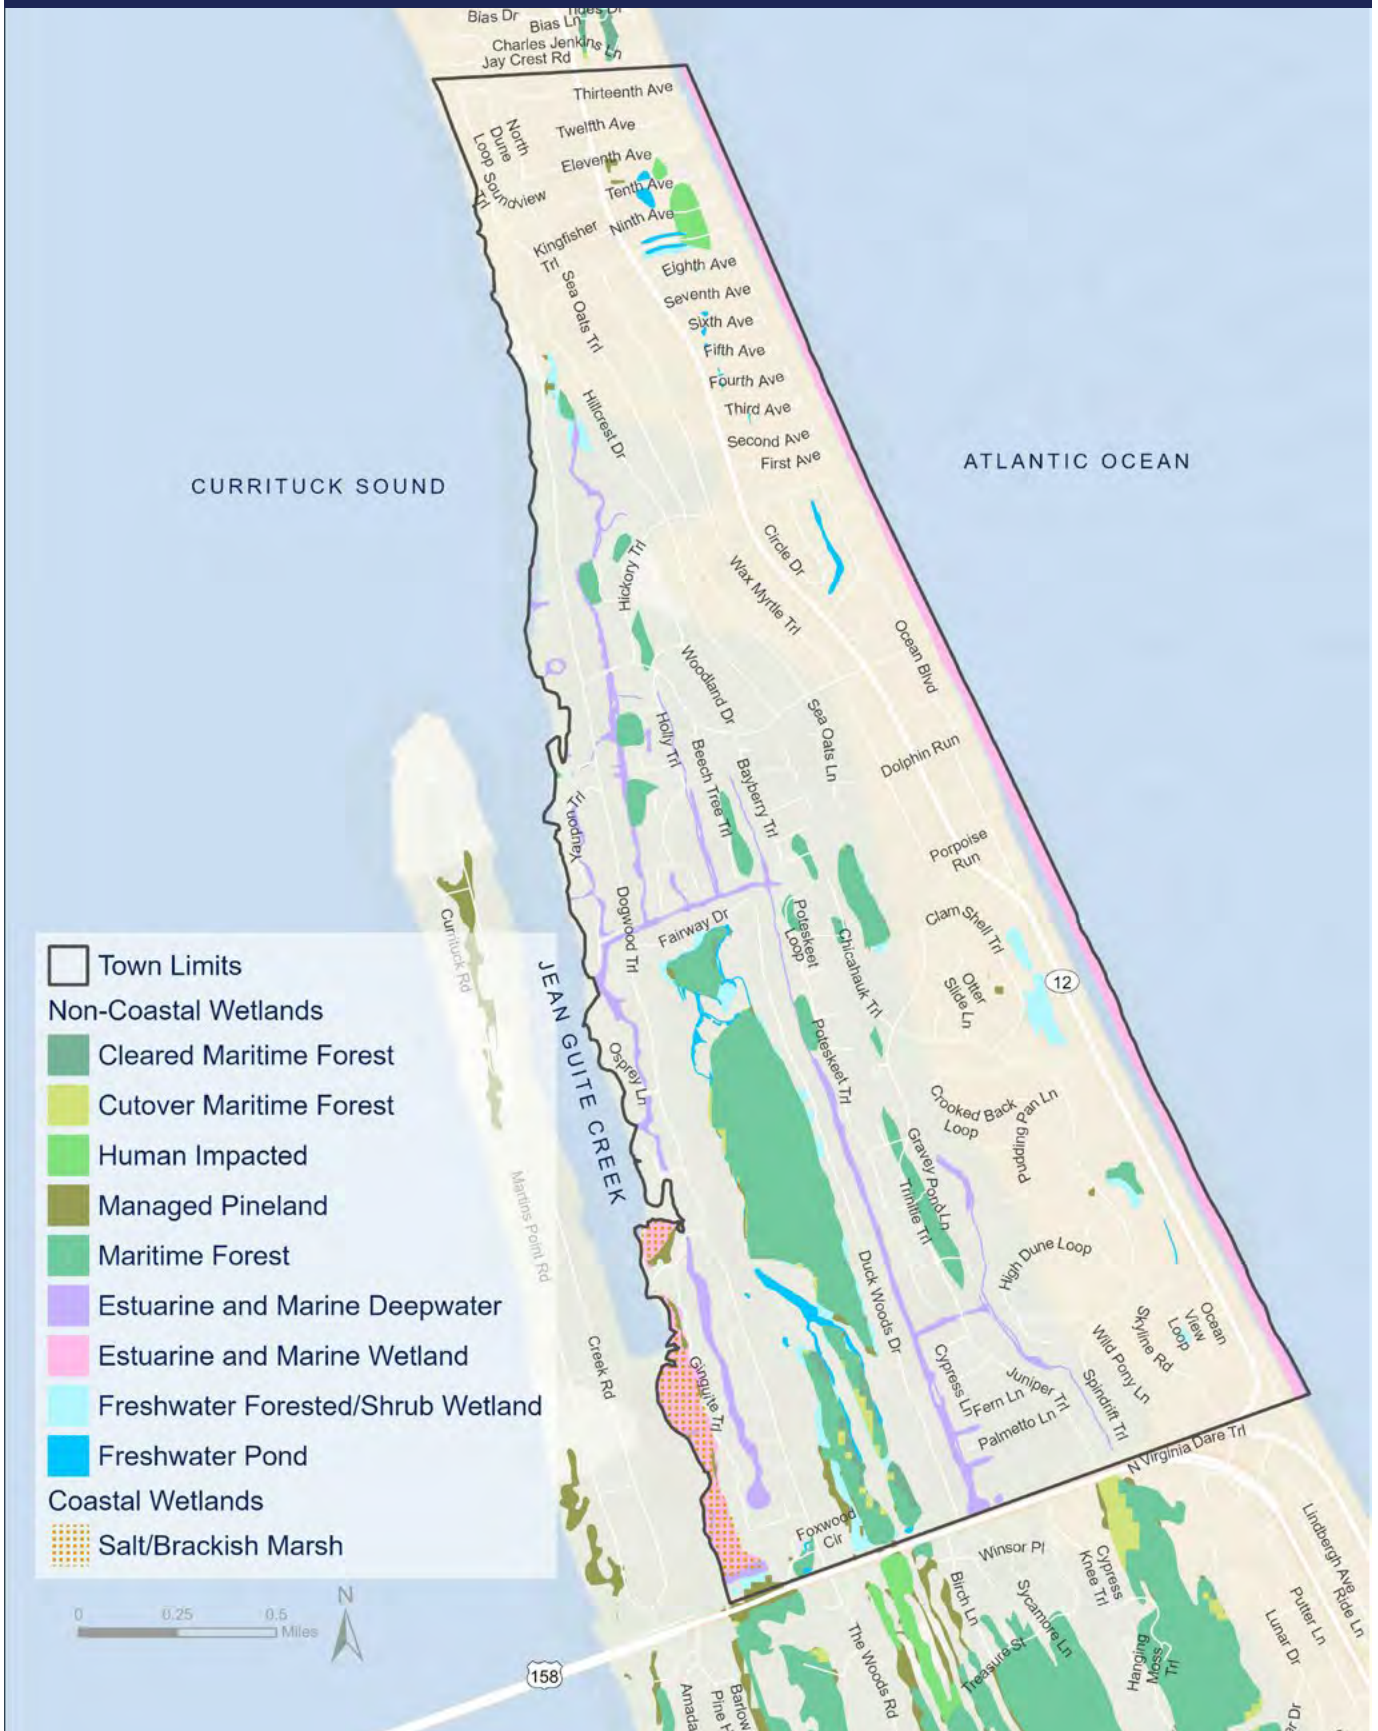 Bias Dr
Bias Ln
Tides Dr
Charles Jenkins Ln
Jay Crest Rd
Thirteenth Ave
Twelfth Ave
North
Dune
Loop
Eleventh Ave
Soundview
Trl
Tenth Ave
Ninth Ave
Kingfisher
Trl
Eighth Ave
Sea Oats Trl
Seventh Ave
Sixth Ave
Fifth Ave
Fourth Ave
Third Ave
Hillcrest Dr
Second Ave
First Ave
CURRITUCK SOUND
ATLANTIC OCEAN
Circle Dr
Hickory Trl
Wax Myrtle Trl
Ocean Blvd
Woodland Dr
Sea Oats Ln
Holly Trl
Beech Tree Trl
Bayberry Trl
Dolphin Run
Yaupon Trl
Porpoise
Run
Dogwood Trl
Fairway Dr
Poteskeet
Loop
Chicahauk Trl
Clam Shell Trl
Currituck Rd
12
Otter
Slide Ln
JEAN GUITE CREEK
Osprey Ln
Poteskeet Trl
Crooked Back
Loop
Pudding Pan Ln
Gravey Pond Ln
Trinitie Trl
Martins Point Rd
High Dune Loop
Duck Woods Dr
Ocean
View
Loop
Skyline Rd
Wild Pony Ln
Creek Rd
Ginguite Trl
Cypress Ln
Juniper Trl
Fern Ln
Spindrift Trl
Palmetto Ln
N Virginia Dare Trl
Foxwood
Cir
Winsor Pl
Birch Ln
Cypress
Knee Trl
Sycamore Ln
Lindbergh Ave
Ride Ln
Putter Ln
Lunar Dr
The Woods Rd
Treasure St
Hanging
Moss
Trl
158
Amada
Barlow
Pine H
er Dr
Town Limits
Non-Coastal Wetlands
Cleared Maritime Forest
Cutover Maritime Forest
Human Impacted
Managed Pineland
Maritime Forest
Estuarine and Marine Deepwater
Estuarine and Marine Wetland
Freshwater Forested/Shrub Wetland
Freshwater Pond
Coastal Wetlands
Salt/Brackish Marsh
N
0 0.25 0.5
Miles